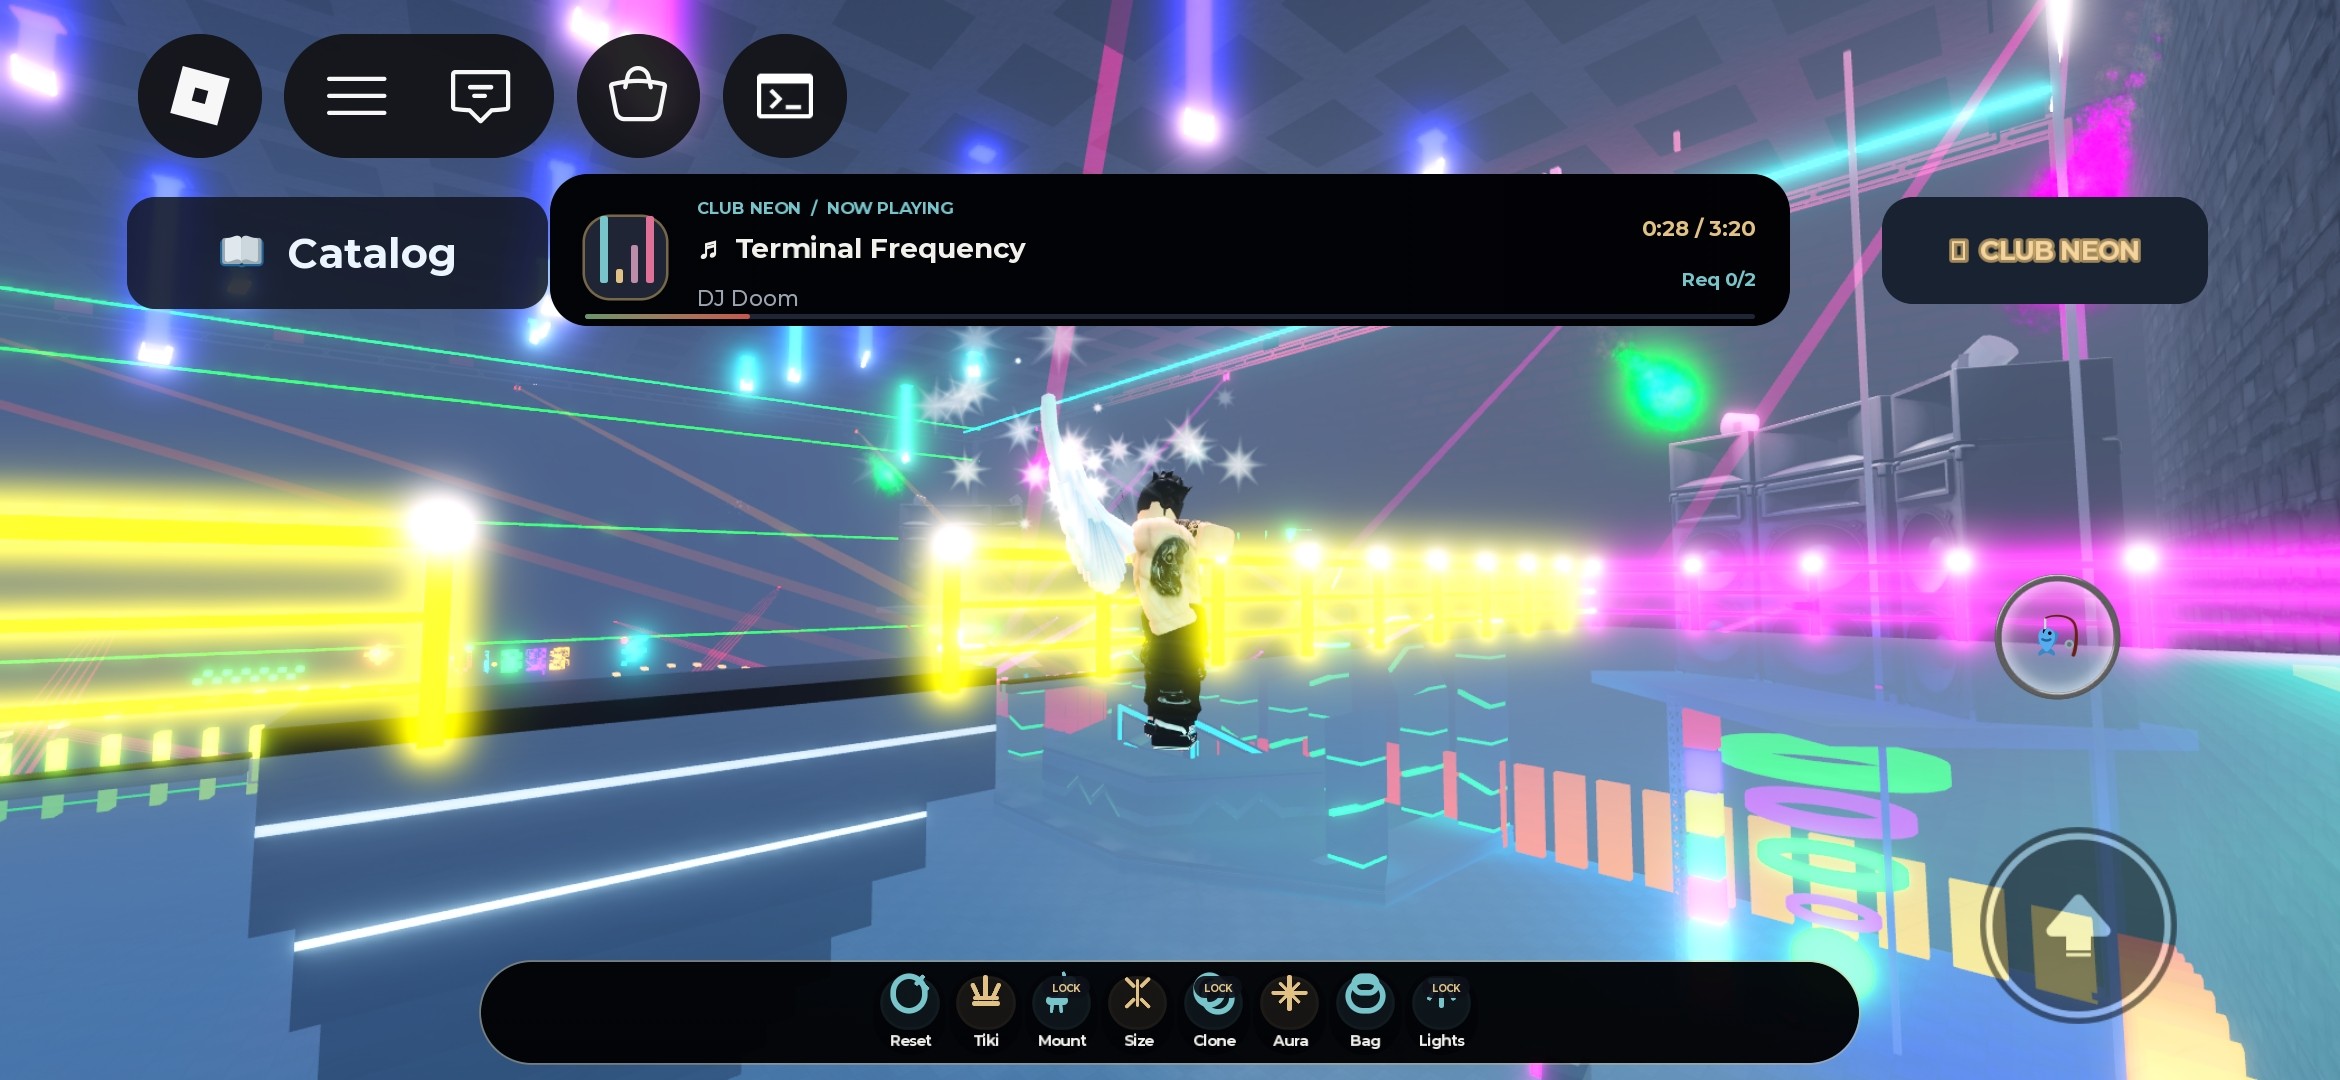 CLUB NEON / NOW PLAYING
♬ Terminal Frequency
DJ Doom
0:28 / 3:20
Req 0/2
Catalog
CLUB NEON
LOCK
LOCK
LOCK
Reset
Tiki
Mount
Size
Clone
Aura
Bag
Lights